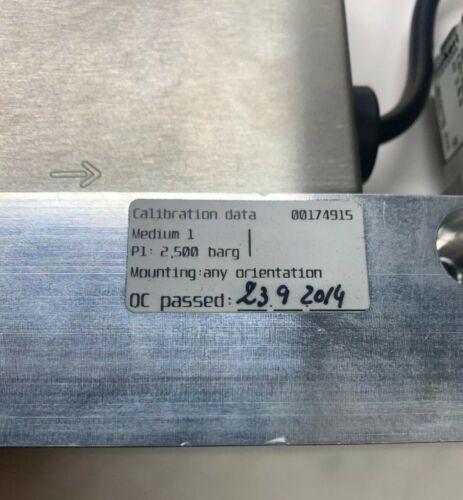 Calibration data 00174915
Medium 1
P1: 2,500 barg
Mounting:any orientation
QC passed: 23 9 2014